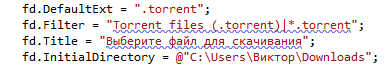 fd.DefaultExt = ".torrent";
fd.Filter = "Torrent files (.torrent)|*.torrent";
fd.Title = "Выберите файл для скачивания";
fd.InitialDirectory = @"C:\Users\Виктор\Downloads";